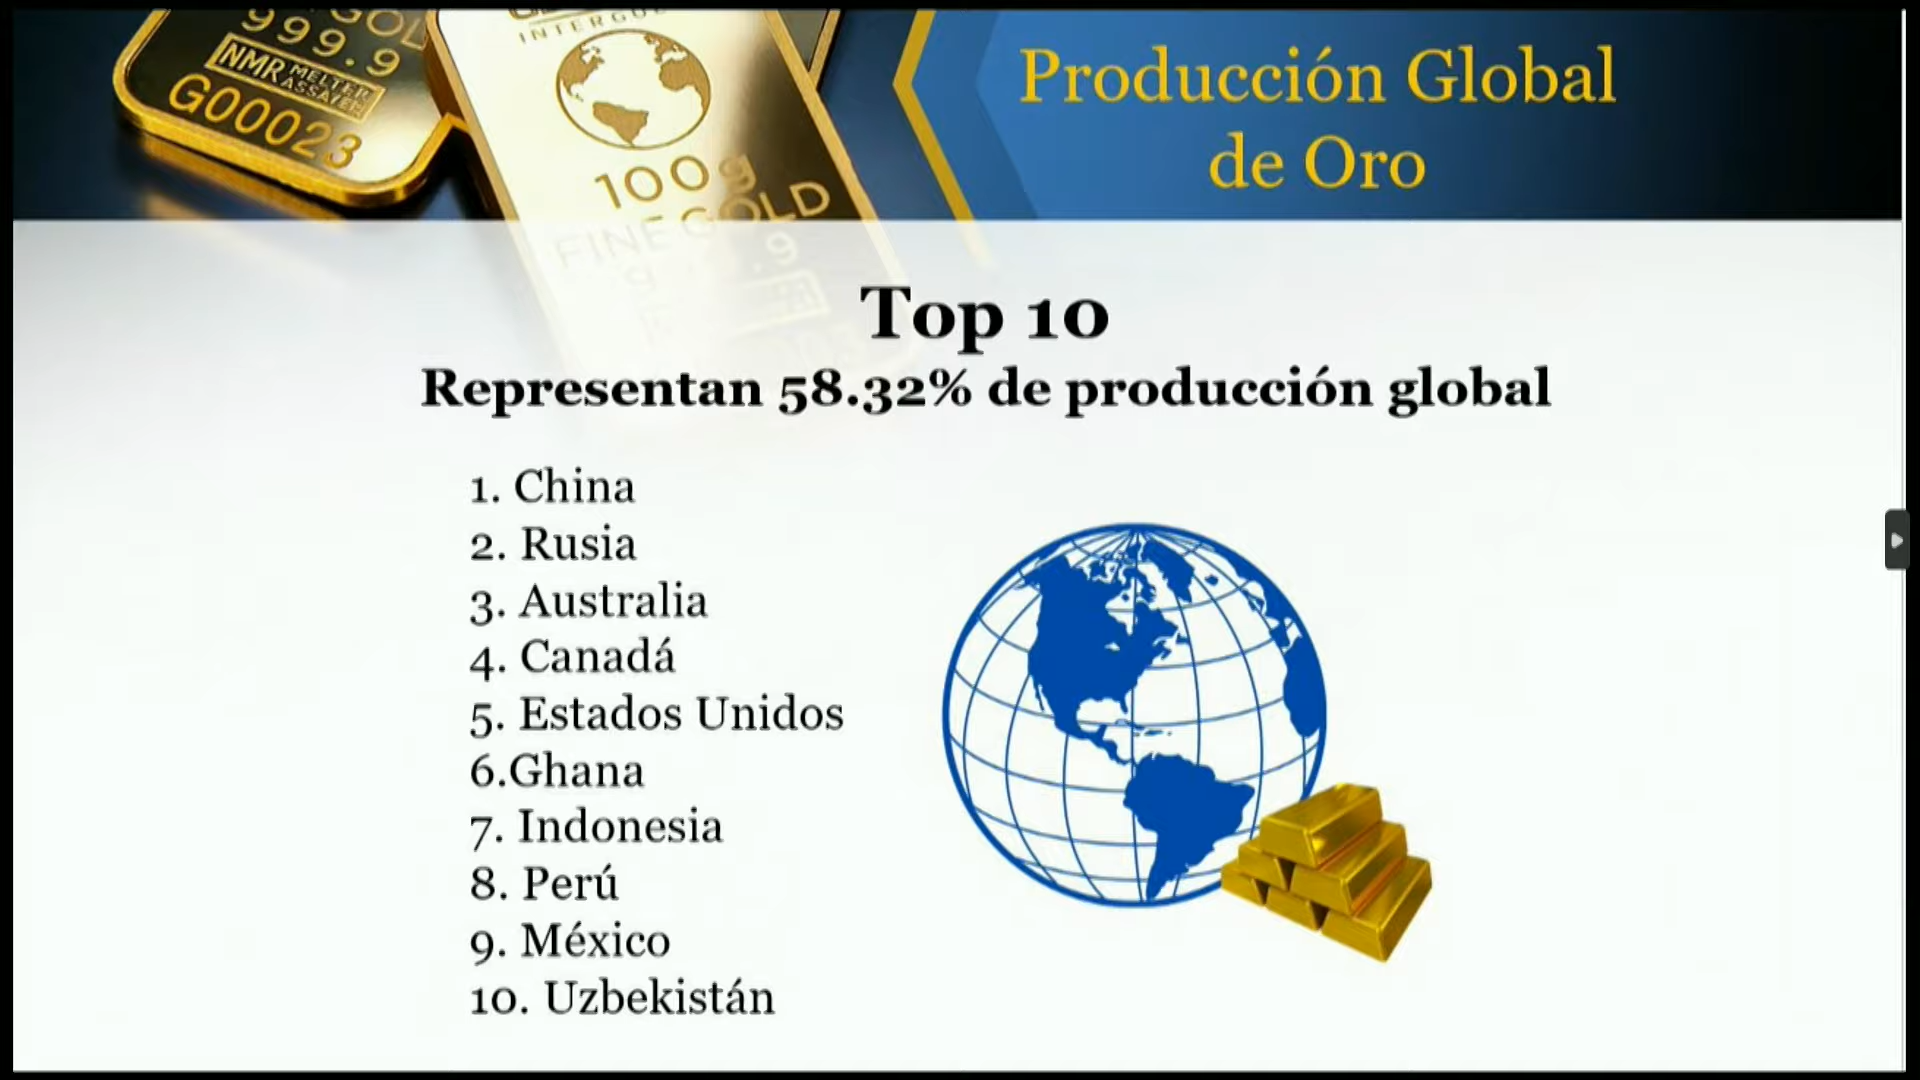 GOL
999.9
NMR MELTER
ASSAYER
G00023
INTERGO
100g
FINE GOLD
Producción Global
de Oro
Top 10
Representan 58.32% de producción global
1. China
2. Rusia
3. Australia
4. Canadá
5. Estados Unidos
6.Ghana
7. Indonesia
8. Perú
9. México
10. Uzbekistán